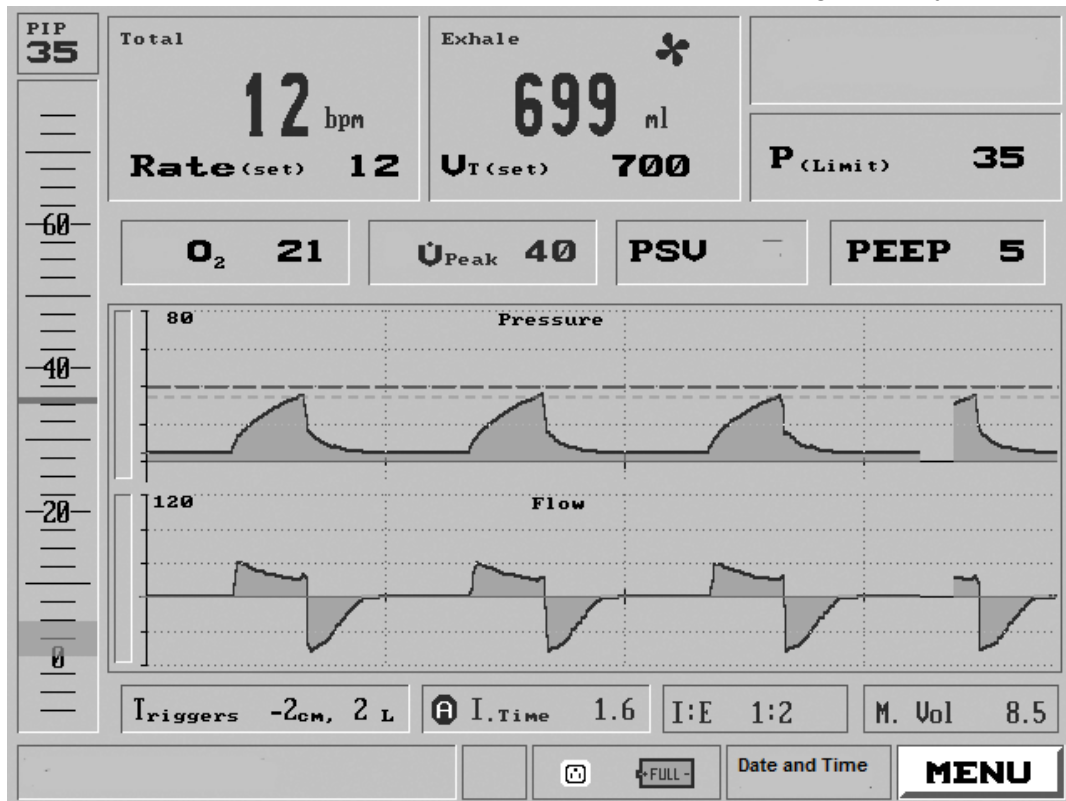 PIP
35
Total
12 bpm
Rate (set) 12
Exhale
699 ml
VT (set) 700
P (Limit) 35
O2 21
V̇Peak 40
PSV -
PEEP 5
60
40
20
0
80 Pressure
120 Flow
Triggers -2cm, 2 L
A I.Time 1.6
I:E 1:2
M. Vol 8.5
FULL
Date and Time
MENU